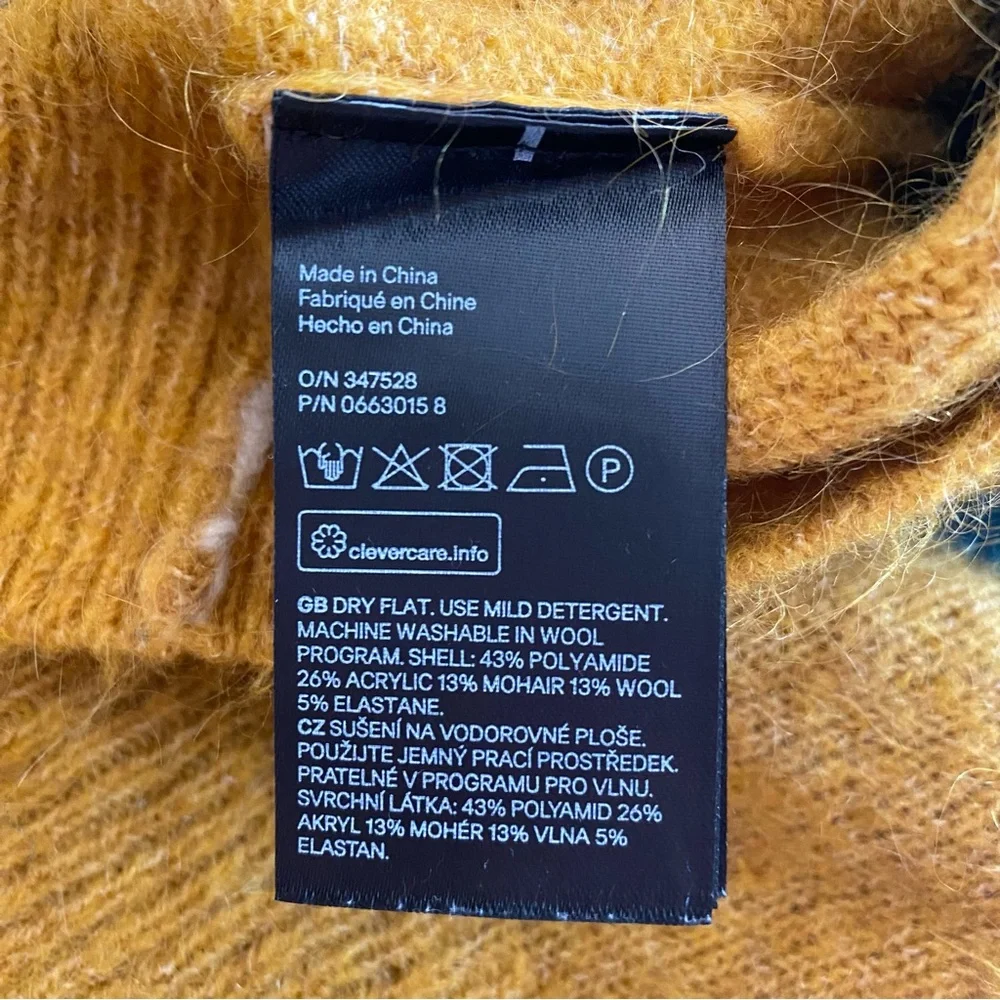 Made in China
Fabriqué en Chine
Hecho en China
O/N 347528
P/N 0663015 8
P
clevercare.info
GB DRY FLAT. USE MILD DETERGENT.
MACHINE WASHABLE IN WOOL
PROGRAM. SHELL: 43% POLYAMIDE
26% ACRYLIC 13% MOHAIR 13% WOOL
5% ELASTANE.
CZ SUŠENÍ NA VODOROVNÉ PLOŠE.
POUŽIJTE JEMNÝ PRACÍ PROSTŘEDEK.
PRATELNÉ V PROGRAMU PRO VLNU.
SVRCHNÍ LÁTKA: 43% POLYAMID 26%
AKRYL 13% MOHÉR 13% VLNA 5%
ELASTAN.